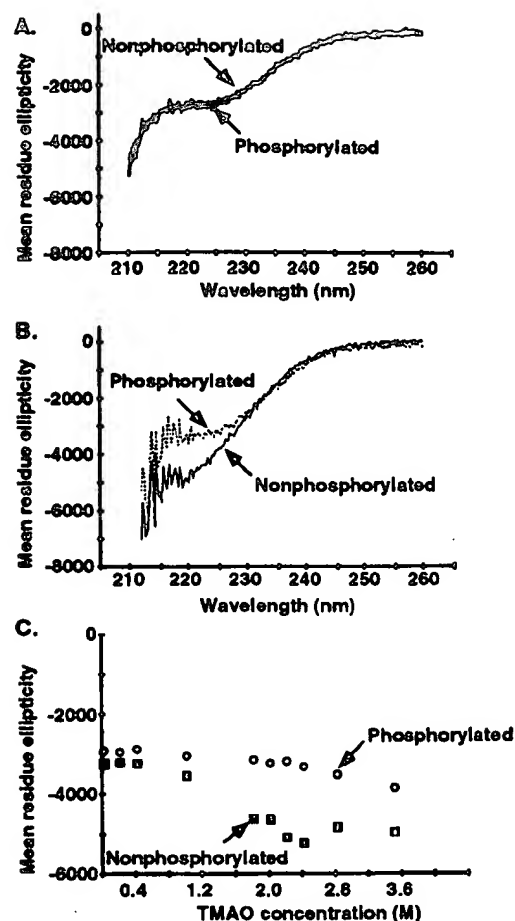 A.
0
-2000
-4000
-6000
-8000
Mean residue ellipticity
Nonphosphorylated
Phosphorylated
210 220 230 240 250 260
Wavelength (nm)
B.
0
-2000
-4000
-6000
-8000
Mean residue ellipticity
Phosphorylated
Nonphosphorylated
210 220 230 240 250 260
Wavelength (nm)
C.
0
-2000
-4000
-6000
Mean residue ellipticity
Phosphorylated
Nonphosphorylated
0.4 1.2 2.0 2.8 3.6
TMAO concentration (M)